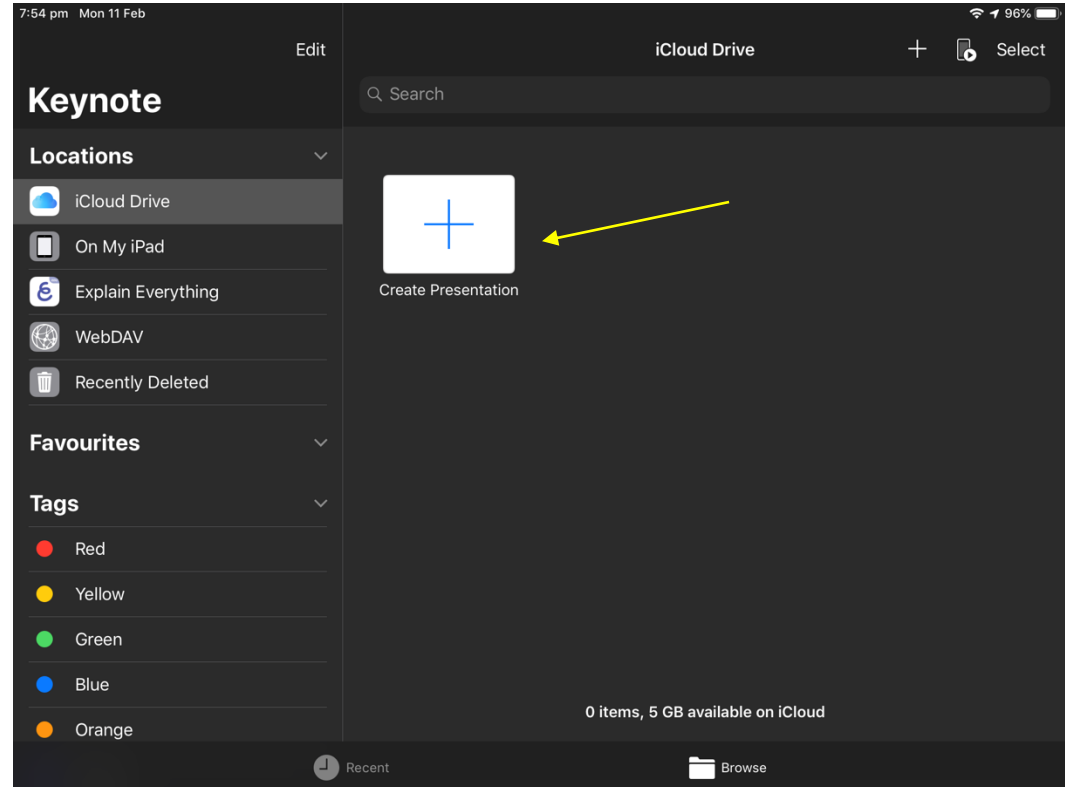 7:54 pm Mon 11 Feb
96%
Edit
iCloud Drive
Select
Keynote
Search
Locations
iCloud Drive
On My iPad
Explain Everything
WebDAV
Recently Deleted
Create Presentation
Favourites
Tags
Red
Yellow
Green
Blue
Orange
0 items, 5 GB available on iCloud
Recent
Browse